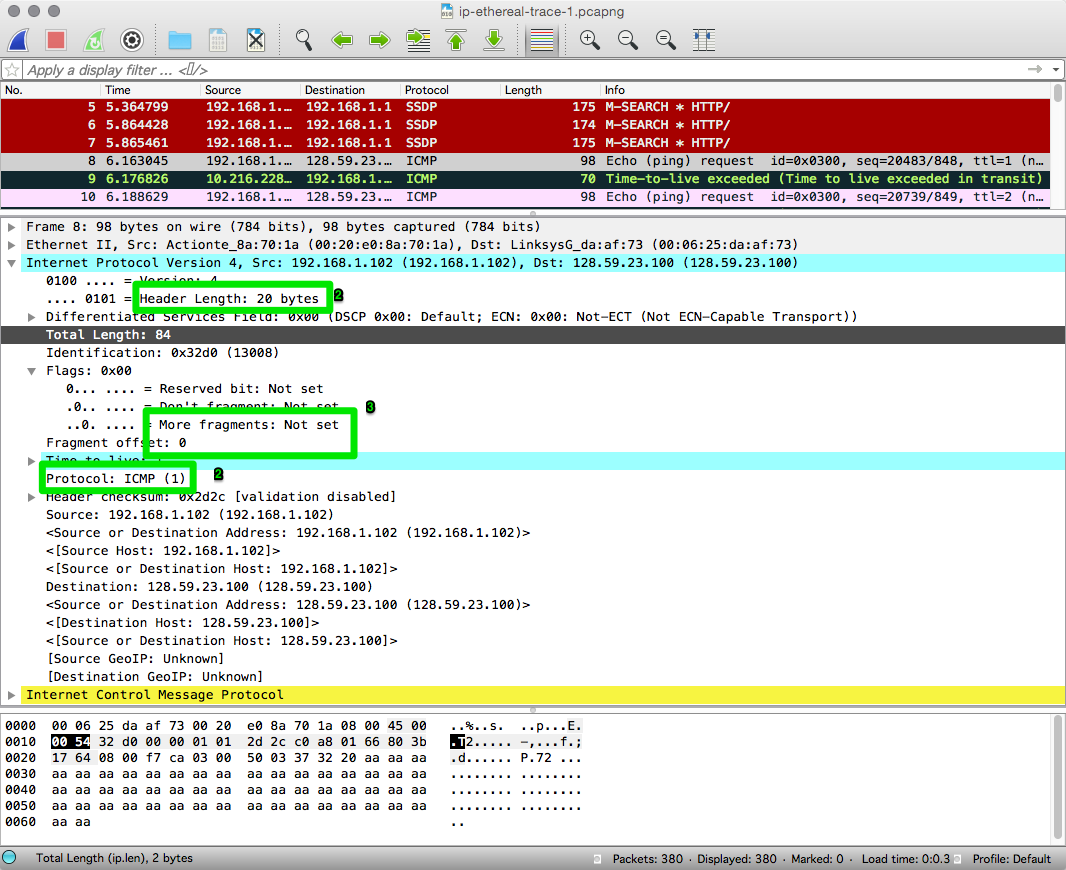 ip-ethereal-trace-1.pcapng
Apply a display filter ... <⌘/>
No. Time Source Destination Protocol Length Info
5 5.364799 192.168.1.… 192.168.1.1 SSDP 175 M-SEARCH * HTTP/
6 5.864428 192.168.1.… 192.168.1.1 SSDP 174 M-SEARCH * HTTP/
7 5.865461 192.168.1.… 192.168.1.1 SSDP 175 M-SEARCH * HTTP/
8 6.163045 192.168.1.… 128.59.23.… ICMP 98 Echo (ping) request id=0x0300, seq=20483/848, ttl=1 (n…
9 6.176826 10.216.228… 192.168.1.… ICMP 70 Time-to-live exceeded (Time to live exceeded in transit)
10 6.188629 192.168.1.… 128.59.23.… ICMP 98 Echo (ping) request id=0x0300, seq=20739/849, ttl=2 (n…
Frame 8: 98 bytes on wire (784 bits), 98 bytes captured (784 bits)
Ethernet II, Src: Actionte_8a:70:1a (00:20:e0:8a:70:1a), Dst: LinksysG_da:af:73 (00:06:25:da:af:73)
Internet Protocol Version 4, Src: 192.168.1.102 (192.168.1.102), Dst: 128.59.23.100 (128.59.23.100)
0100 .... = Version: 4
.... 0101 = Header Length: 20 bytes 2
Differentiated Services Field: 0x00 (DSCP 0x00: Default; ECN: 0x00: Not-ECT (Not ECN-Capable Transport))
Total Length: 84
Identification: 0x32d0 (13008)
Flags: 0x00
0... .... = Reserved bit: Not set
.0.. .... = Don't fragment: Not set 3
..0. .... = More fragments: Not set
Fragment offset: 0
Time to live: 1
Protocol: ICMP (1) 2
Header checksum: 0x2d2c [validation disabled]
Source: 192.168.1.102 (192.168.1.102)
<Source or Destination Address: 192.168.1.102 (192.168.1.102)>
<[Source Host: 192.168.1.102]>
<[Source or Destination Host: 192.168.1.102]>
Destination: 128.59.23.100 (128.59.23.100)
<Source or Destination Address: 128.59.23.100 (128.59.23.100)>
<[Destination Host: 128.59.23.100]>
<[Source or Destination Host: 128.59.23.100]>
[Source GeoIP: Unknown]
[Destination GeoIP: Unknown]
Internet Control Message Protocol
0000 00 06 25 da af 73 00 20 e0 8a 70 1a 08 00 45 00 ..%..s. ..p...E.
0010 00 54 32 d0 00 00 01 01 2d 2c c0 a8 01 66 80 3b .T2..... -,...f.;
0020 17 64 08 00 f7 ca 03 00 50 03 37 32 20 aa aa aa .d...... P.72 ...
0030 aa aa aa aa aa aa aa aa aa aa aa aa aa aa aa aa ........ ........
0040 aa aa aa aa aa aa aa aa aa aa aa aa aa aa aa aa ........ ........
0050 aa aa aa aa aa aa aa aa aa aa aa aa aa aa aa aa ........ ........
0060 aa aa ..
Total Length (ip.len), 2 bytes Packets: 380 · Displayed: 380 · Marked: 0 · Load time: 0:0.3 Profile: Default